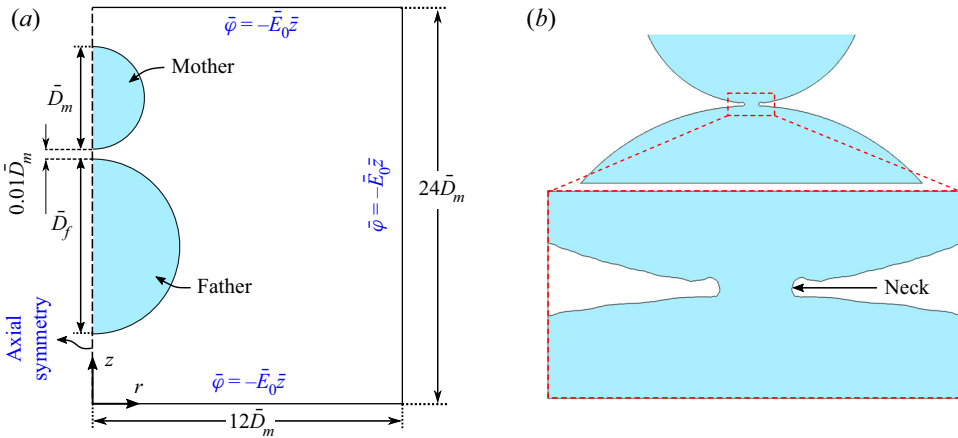 (a)
φ̄ = −Ē₀z̄
Mother
D̄ₘ
0.01D̄ₘ
D̄f
Father
Axial
symmetry
z
r
φ̄ = −Ē₀z̄
φ̄ = −Ē₀z̄
24D̄ₘ
12D̄ₘ
(b)
Neck